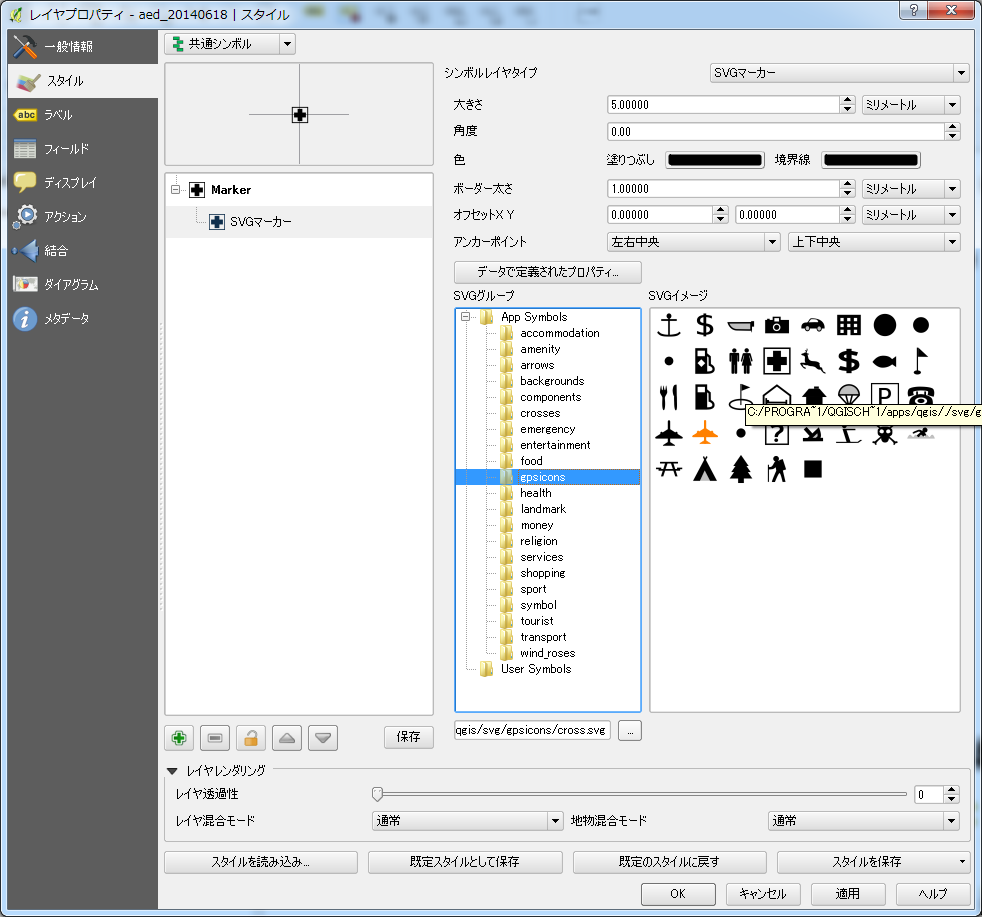 レイヤプロパティ - aed_20140618 | スタイル
一般情報
スタイル
abc ラベル
フィールド
ディスプレイ
アクション
結合
ダイアグラム
メタデータ
共通シンボル
Marker
SVGマーカー
保存
シンボルレイヤタイプ SVGマーカー
大きさ 5.00000 ミリメートル
角度 0.00
色 塗りつぶし 境界線
ボーダー太さ 1.00000 ミリメートル
オフセットX Y 0.00000 0.00000 ミリメートル
アンカーポイント 左右中央 上下中央
データで定義されたプロパティ...
SVGグループ SVGイメージ
App Symbols
accommodation
amenity
arrows
backgrounds
components
crosses
emergency
entertainment
food
gpsicons
health
landmark
money
religion
services
shopping
sport
symbol
tourist
transport
wind_roses
User Symbols
P
C:/PROGRA~1/QGISCH~1/apps/qgis//svg/g
?
qgis/svg/gpsicons/cross.svg ...
レイヤレンダリング
レイヤ透過性 0
レイヤ混合モード 通常 地物混合モード 通常
スタイルを読み込み... 既定スタイルとして保存 既定のスタイルに戻す スタイルを保存
OK キャンセル 適用 ヘルプ